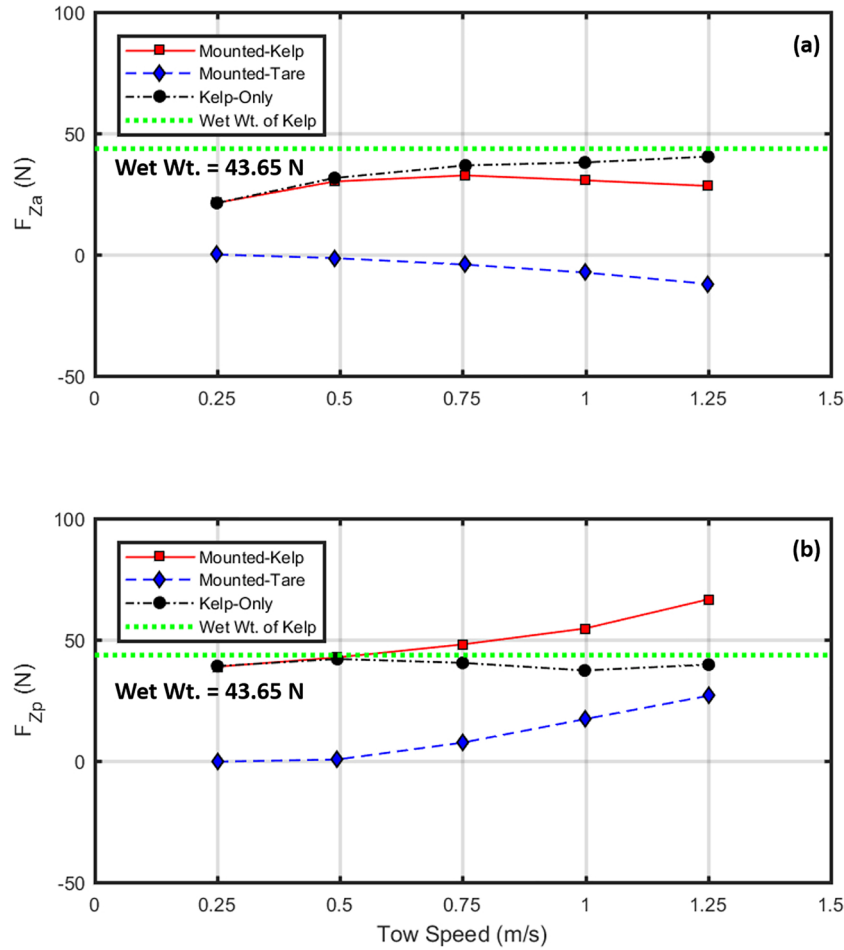 100
(a)
Mounted-Kelp
Mounted-Tare
Kelp-Only
Wet Wt. of Kelp
50
Wet Wt. = 43.65 N
F_Za (N)
0
-50
0 0.25 0.5 0.75 1 1.25 1.5
100
(b)
Mounted-Kelp
Mounted-Tare
Kelp-Only
Wet Wt. of Kelp
50
Wet Wt. = 43.65 N
F_Zp (N)
0
-50
0 0.25 0.5 0.75 1 1.25 1.5
Tow Speed (m/s)